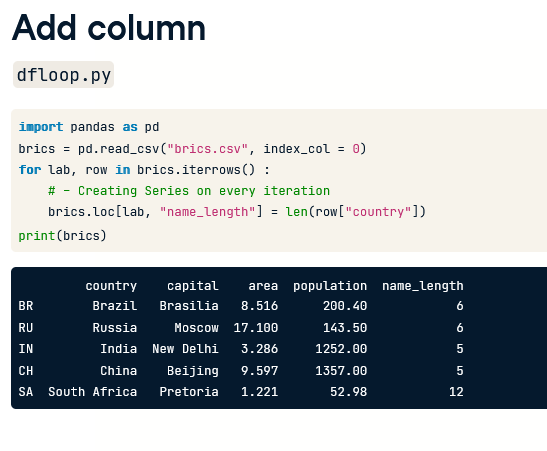 Add column
dfloop.py
import pandas as pd
brics = pd.read_csv("brics.csv", index_col = 0)
for lab, row in brics.iterrows() :
    # - Creating Series on every iteration
    brics.loc[lab, "name_length"] = len(row["country"])
print(brics)
         country    capital    area  population  name_length
BR        Brazil   Brasilia   8.516      200.40            6
RU        Russia     Moscow  17.100      143.50            6
IN         India  New Delhi   3.286     1252.00            5
CH         China    Beijing   9.597     1357.00            5
SA  South Africa   Pretoria   1.221       52.98           12